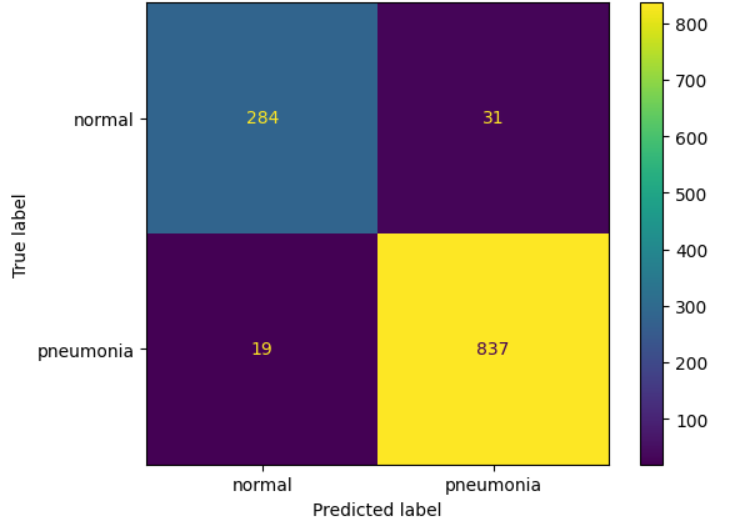 True label
normal
284
31
pneumonia
19
837
normal
pneumonia
Predicted label
800
700
600
500
400
300
200
100